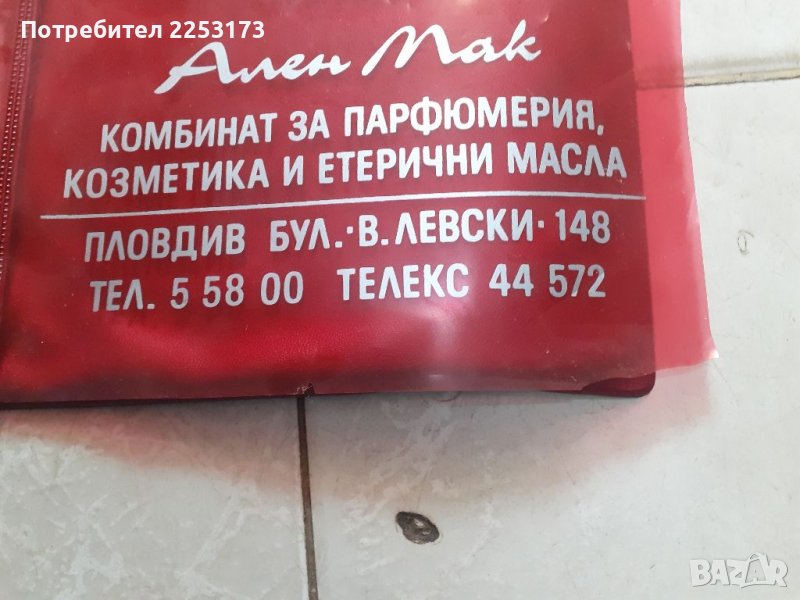 Потребител 2253173
Ален Мак
КОМБИНАТ ЗА ПАРФЮМЕРИЯ,
КОЗМЕТИКА И ЕТЕРИЧНИ МАСЛА
ПЛОВДИВ БУЛ.·В.ЛЕВСКИ·148
ТЕЛ. 5 58 00 ТЕЛЕКС 44 572
BAZAR